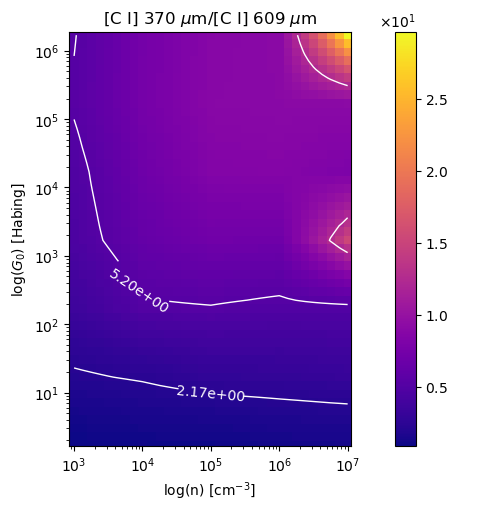 [C I] 370 μm/[C I] 609 μm
×10¹
10⁶
10⁵
10⁴
10³
10²
10¹
log(G₀) [Habing]
5.20e+00
2.17e+00
10³ 10⁴ 10⁵ 10⁶ 10⁷
log(n) [cm⁻³]
2.5
2.0
1.5
1.0
0.5